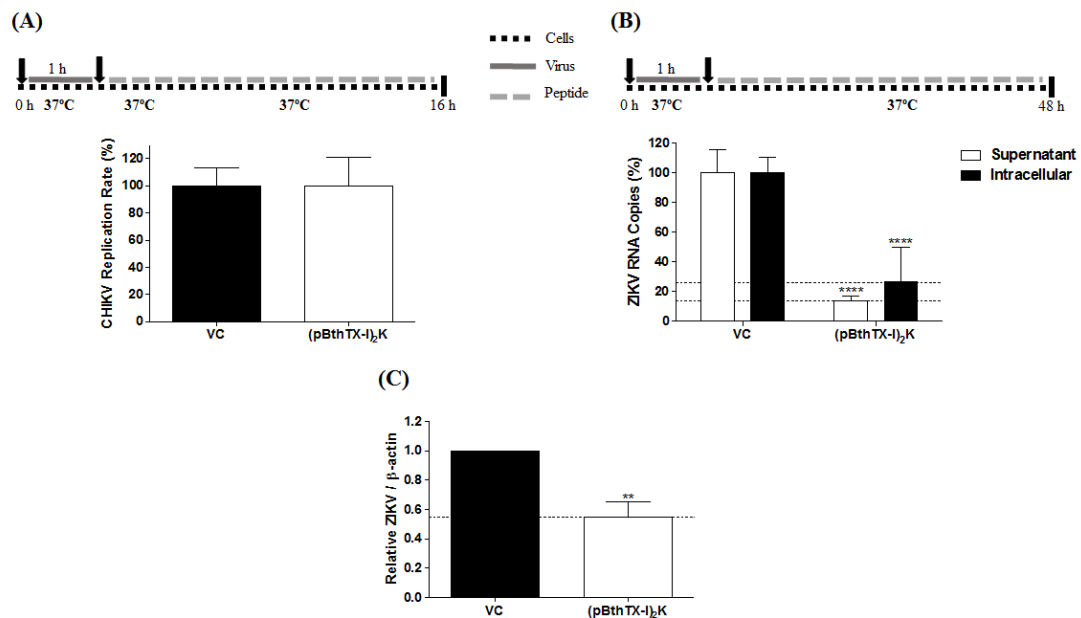 (A)
1 h
0 h 37ºC 37ºC 37ºC 16 h
CHIKV Replication Rate (%)
120
100
80
60
40
20
0
VC (pBthTX-I)₂K
Cells
Virus
Peptide
(B)
1 h
0 h 37ºC 37ºC 48 h
ZIKV RNA Copies (%)
120
100
80
60
40
20
0
****
****
VC (pBthTX-I)₂K
Supernatant
Intracellular
(C)
Relative ZIKV / β-actin
1.2
1.0
0.8
0.6
0.4
0.2
0.0
**
VC (pBthTX-I)₂K